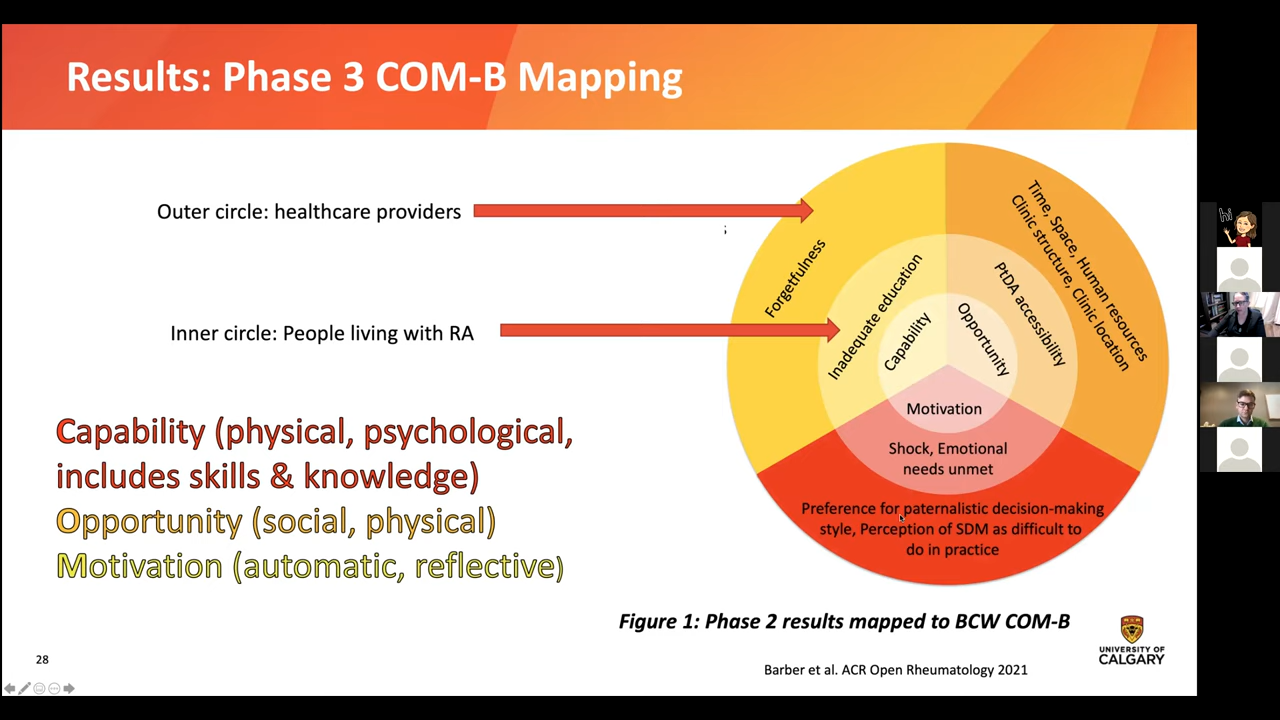 Results: Phase 3 COM-B Mapping
Outer circle: healthcare providers
;
Inner circle: People living with RA
Capability (physical, psychological,
includes skills & knowledge)
Opportunity (social, physical)
Motivation (automatic, reflective)
Forgetfulness
Inadequate education
Capability
Time, Space, Human resources
Clinic structure, Clinic location
PtDA accessibility
Opportunity
Motivation
Shock, Emotional
needs unmet
Preference for paternalistic decision-making
style, Perception of SDM as difficult to
do in practice
Figure 1: Phase 2 results mapped to BCW COM-B
UNIVERSITY OF
CALGARY
28
Barber et al. ACR Open Rheumatology 2021
hi